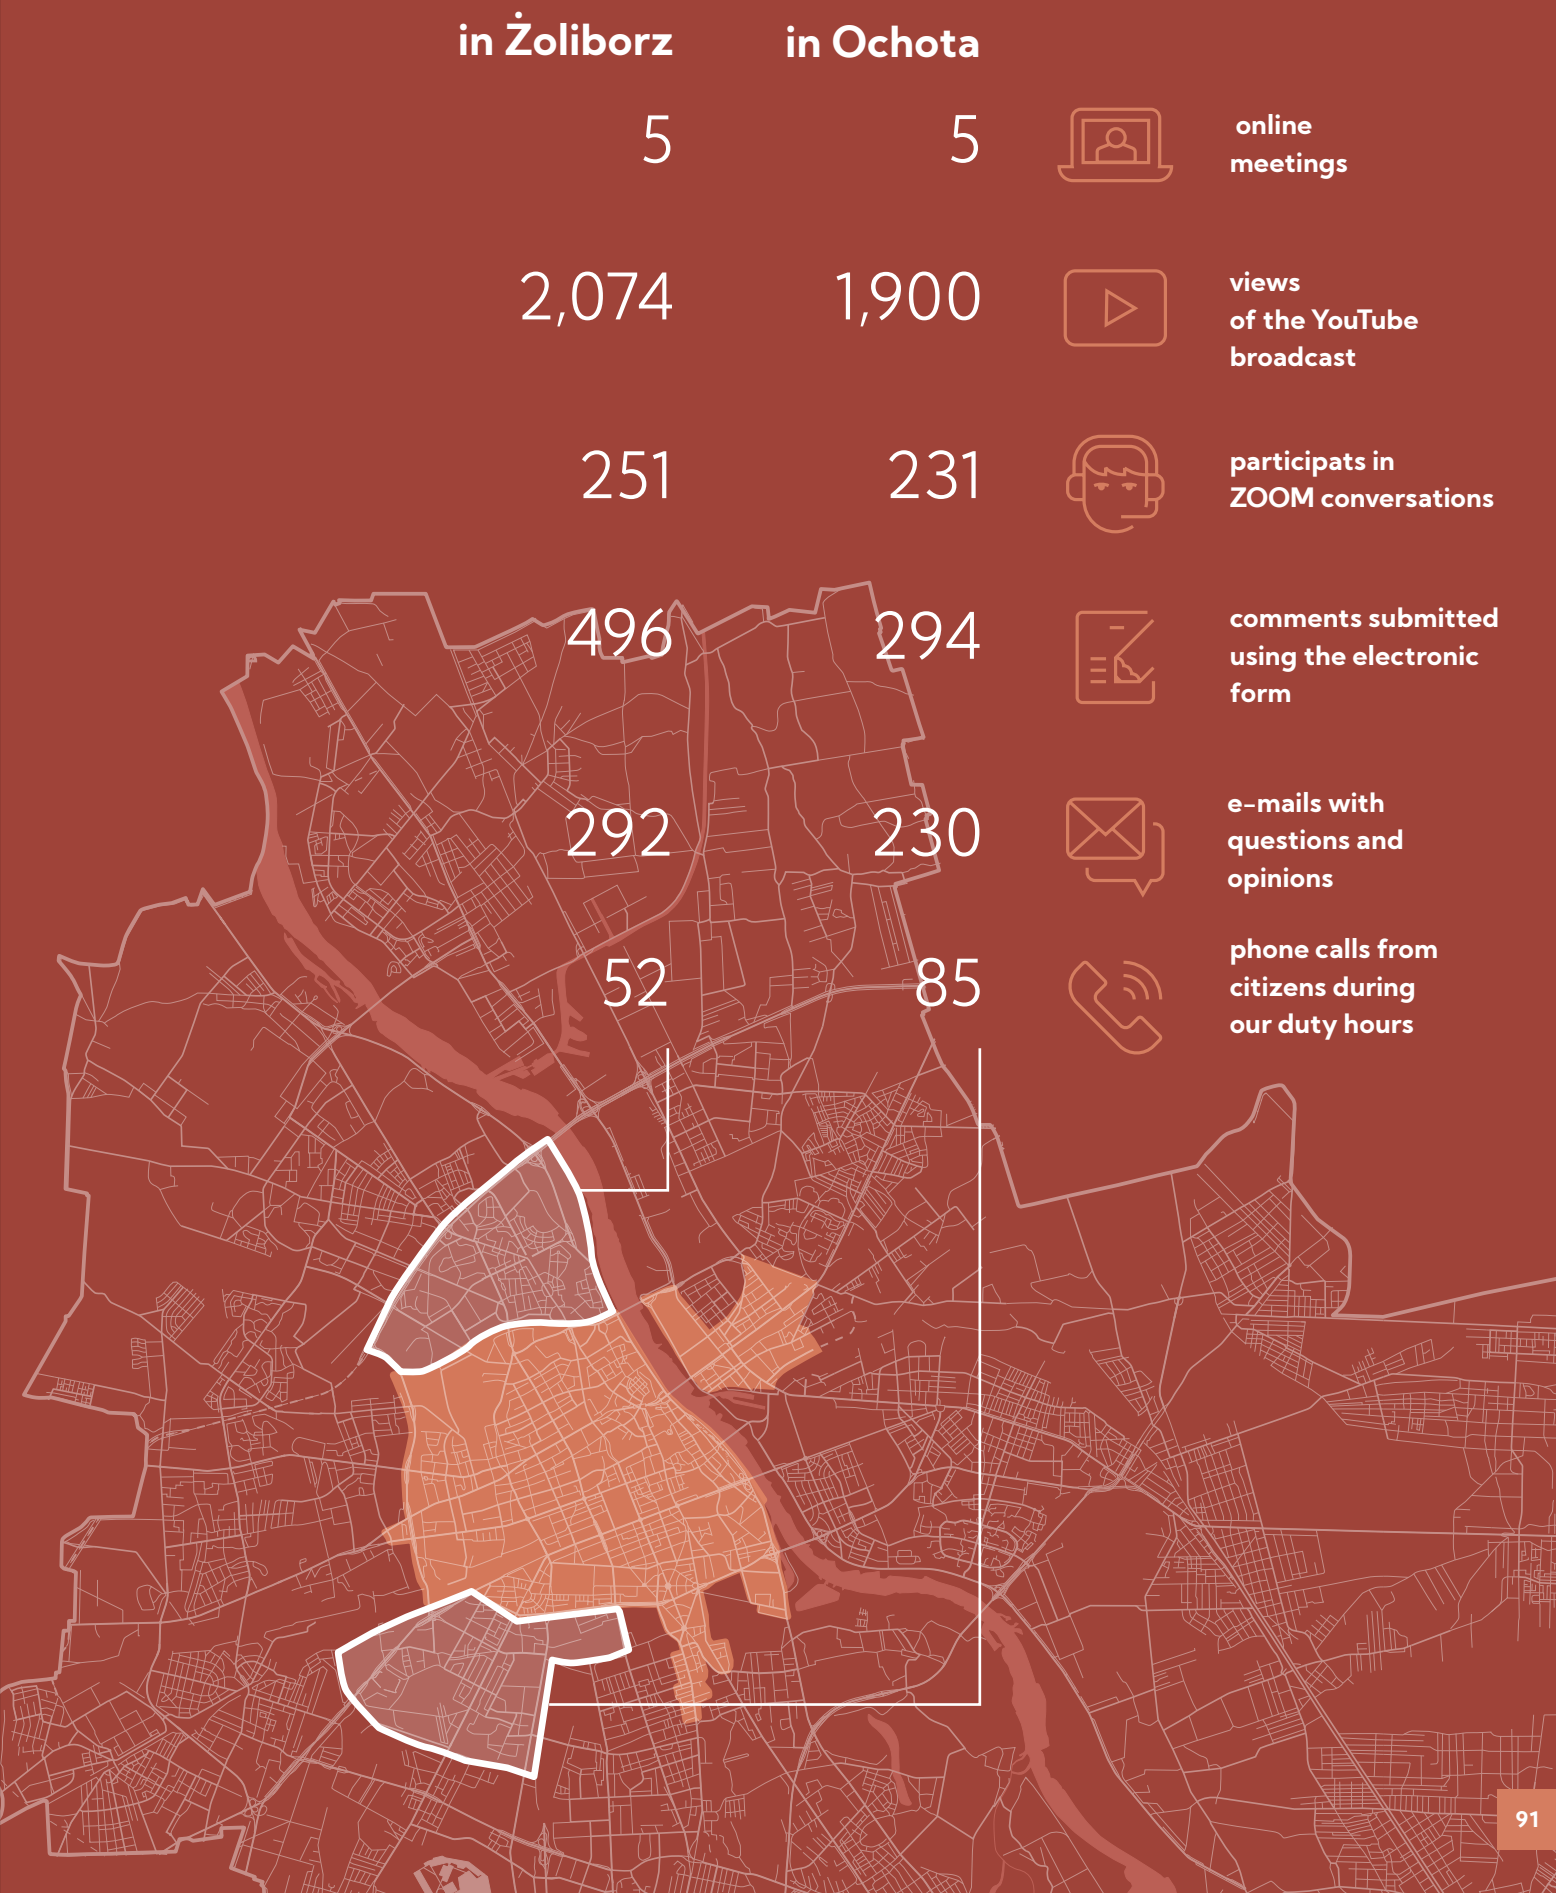 in Żoliborz in Ochota
5 5 online
meetings
2,074 1,900 views
of the YouTube
broadcast
251 231 participats in
ZOOM conversations
496 294 comments submitted
using the electronic
form
292 230 e-mails with
questions and
opinions
52 85 phone calls from
citizens during
our duty hours
91